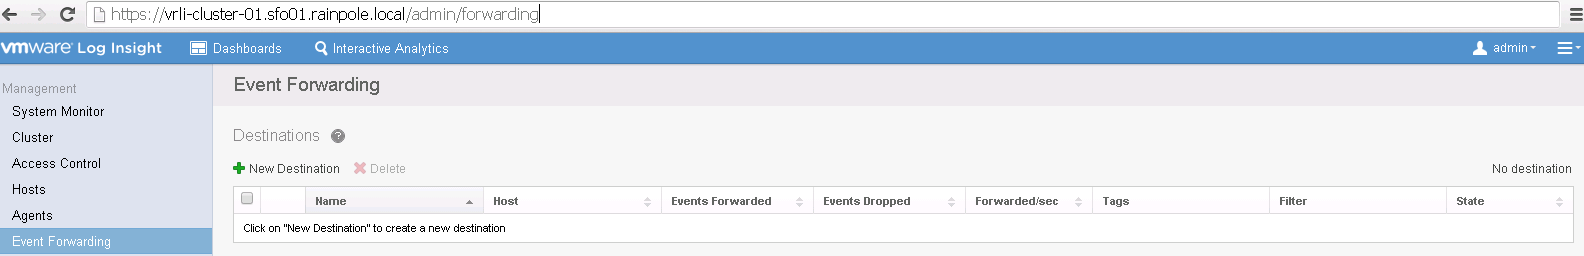 https://vrli-cluster-01.sfo01.rainpole.local/admin/forwarding
vmware Log Insight Dashboards Interactive Analytics admin
Management
System Monitor
Cluster
Access Control
Hosts
Agents
Event Forwarding
Event Forwarding
Destinations ?
New Destination Delete No destination
Name Host Events Forwarded Events Dropped Forwarded/sec Tags Filter State
Click on "New Destination" to create a new destination